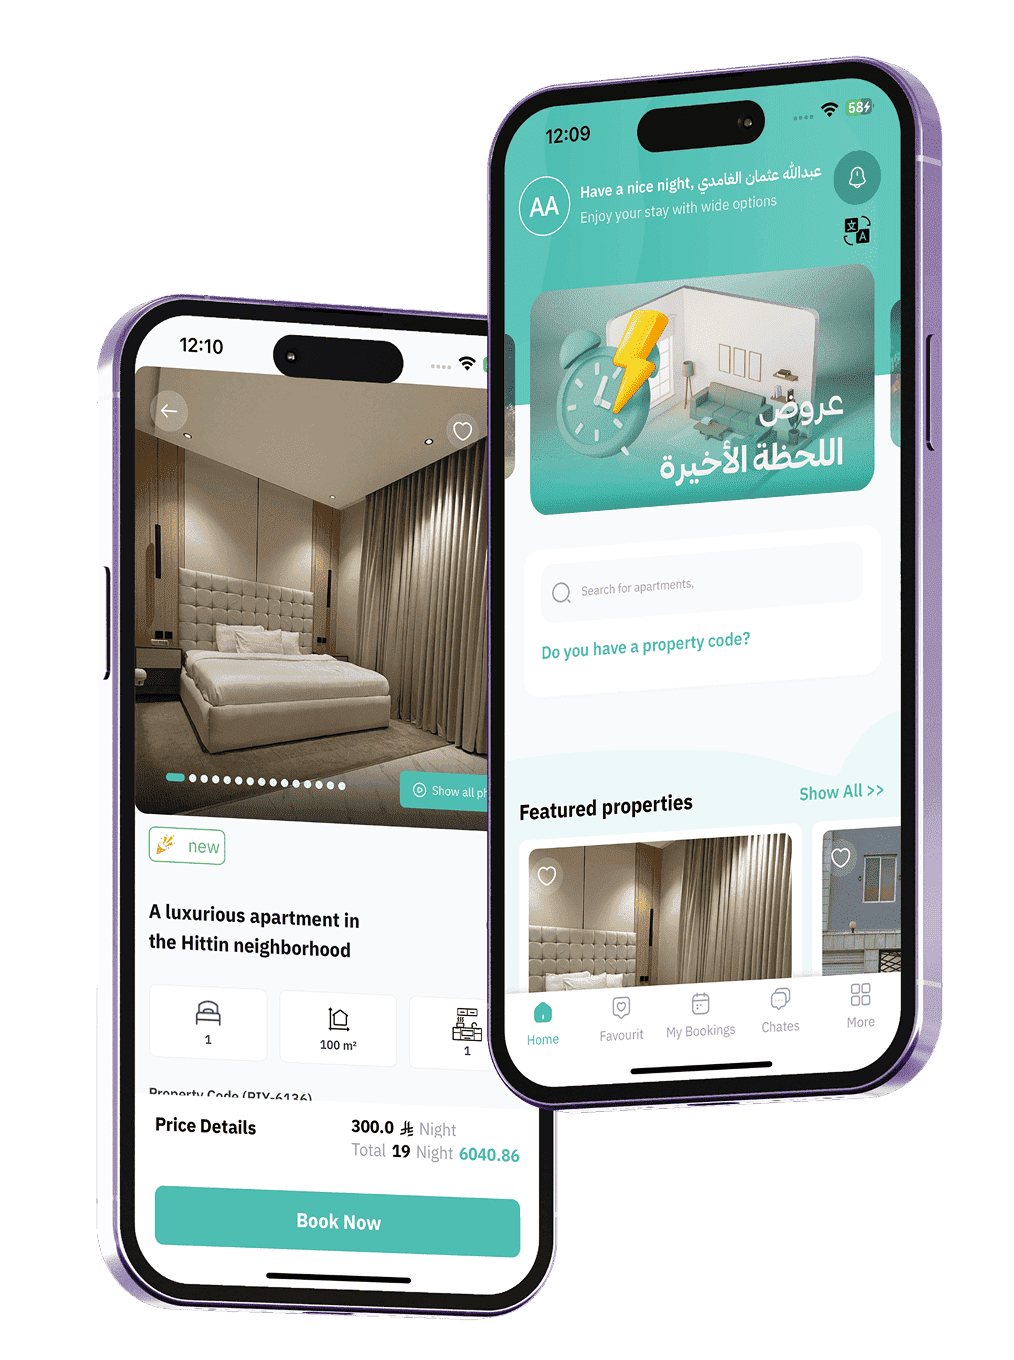 12:10
Show all ph
new
A luxurious apartment in
the Hittin neighborhood
1
100 m²
1
Property Code (RIY-6136)
Price Details
300.0 Night
Total 19 Night 6040.86
Book Now
12:09
58
AA
Have a nice night, عبدالله عثمان الغامدي
Enjoy your stay with wide options
文
A
عروض
اللحظة الأخيرة
Search for apartments,
Do you have a property code?
Featured properties
Show All >>
Home
Favourit
My Bookings
Chates
More